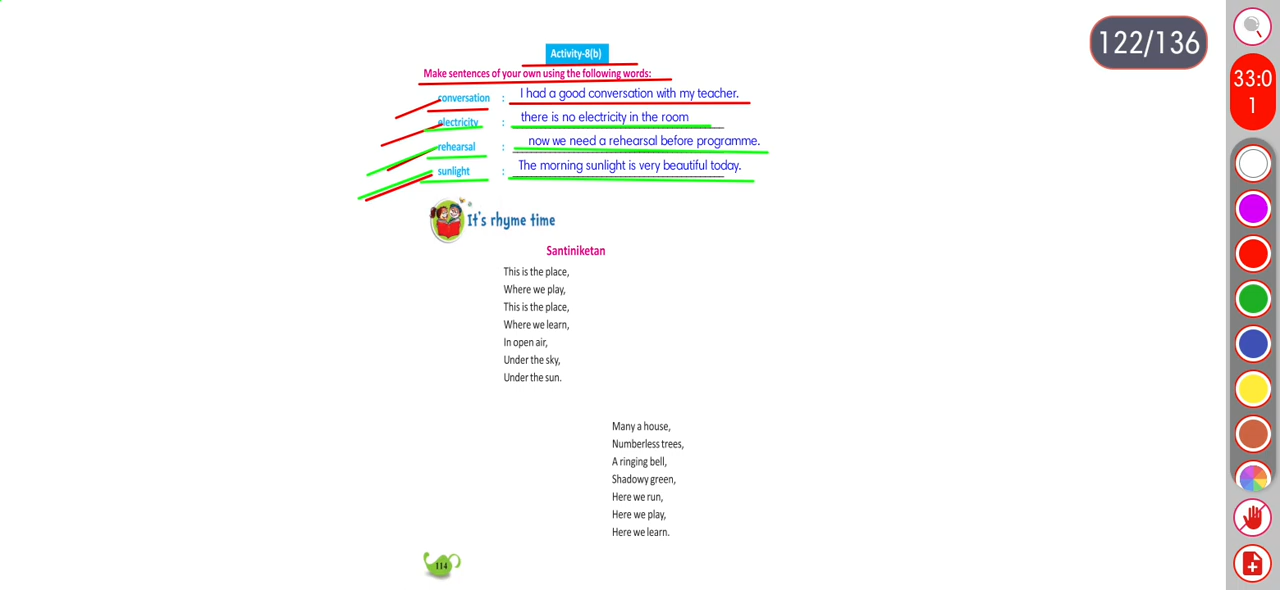 122/136
33:0
1
Activity-8(b)
Make sentences of your own using the following words:
conversation : I had a good conversation with my teacher.
electricity : there is no electricity in the room
rehearsal : now we need a rehearsal before programme.
sunlight : The morning sunlight is very beautiful today.
It's rhyme time
Santiniketan
This is the place,
Where we play,
This is the place,
Where we learn,
In open air,
Under the sky,
Under the sun.
Many a house,
Numberless trees,
A ringing bell,
Shadowy green,
Here we run,
Here we play,
Here we learn.
114